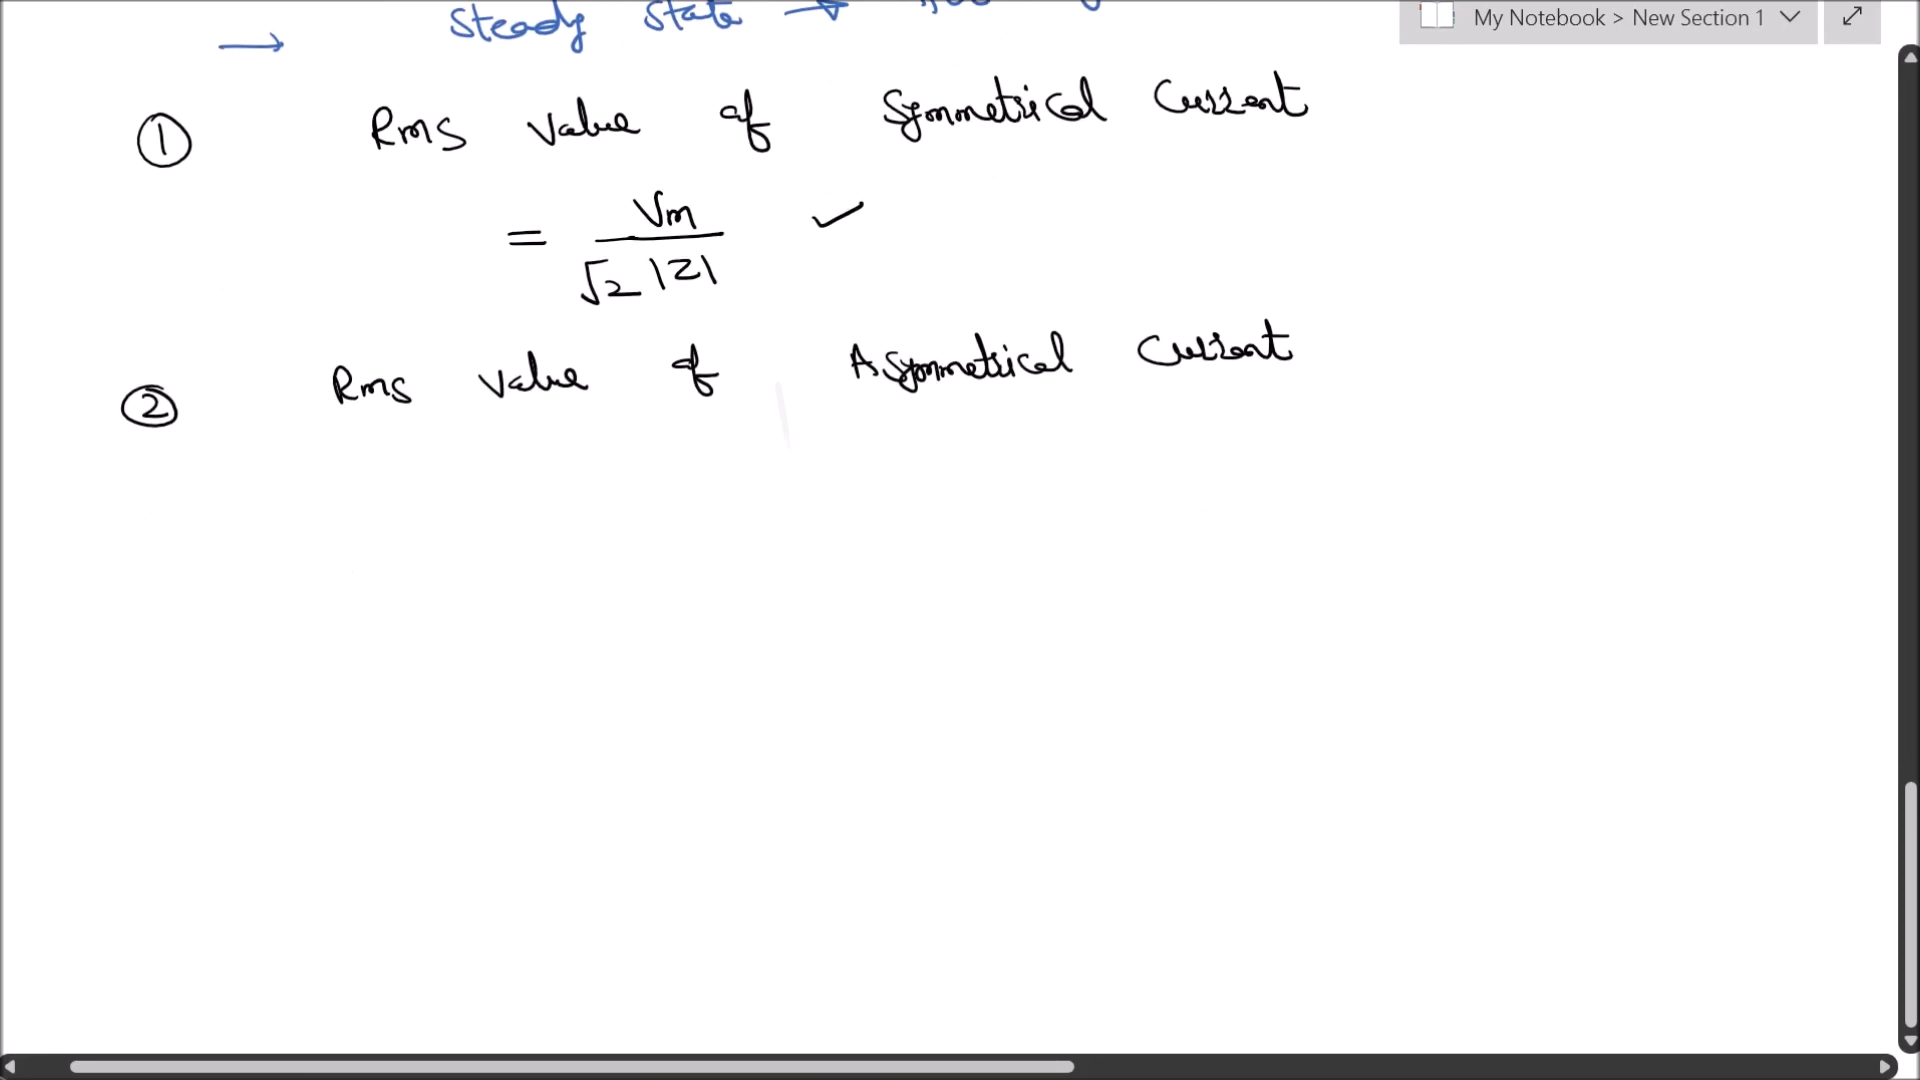 My Notebook > New Section 1
→ Steady State →
① Rms Value of Symmetrical Current
= Vm / √2 |Z| ✓
② Rms Value of Asymmetrical Current